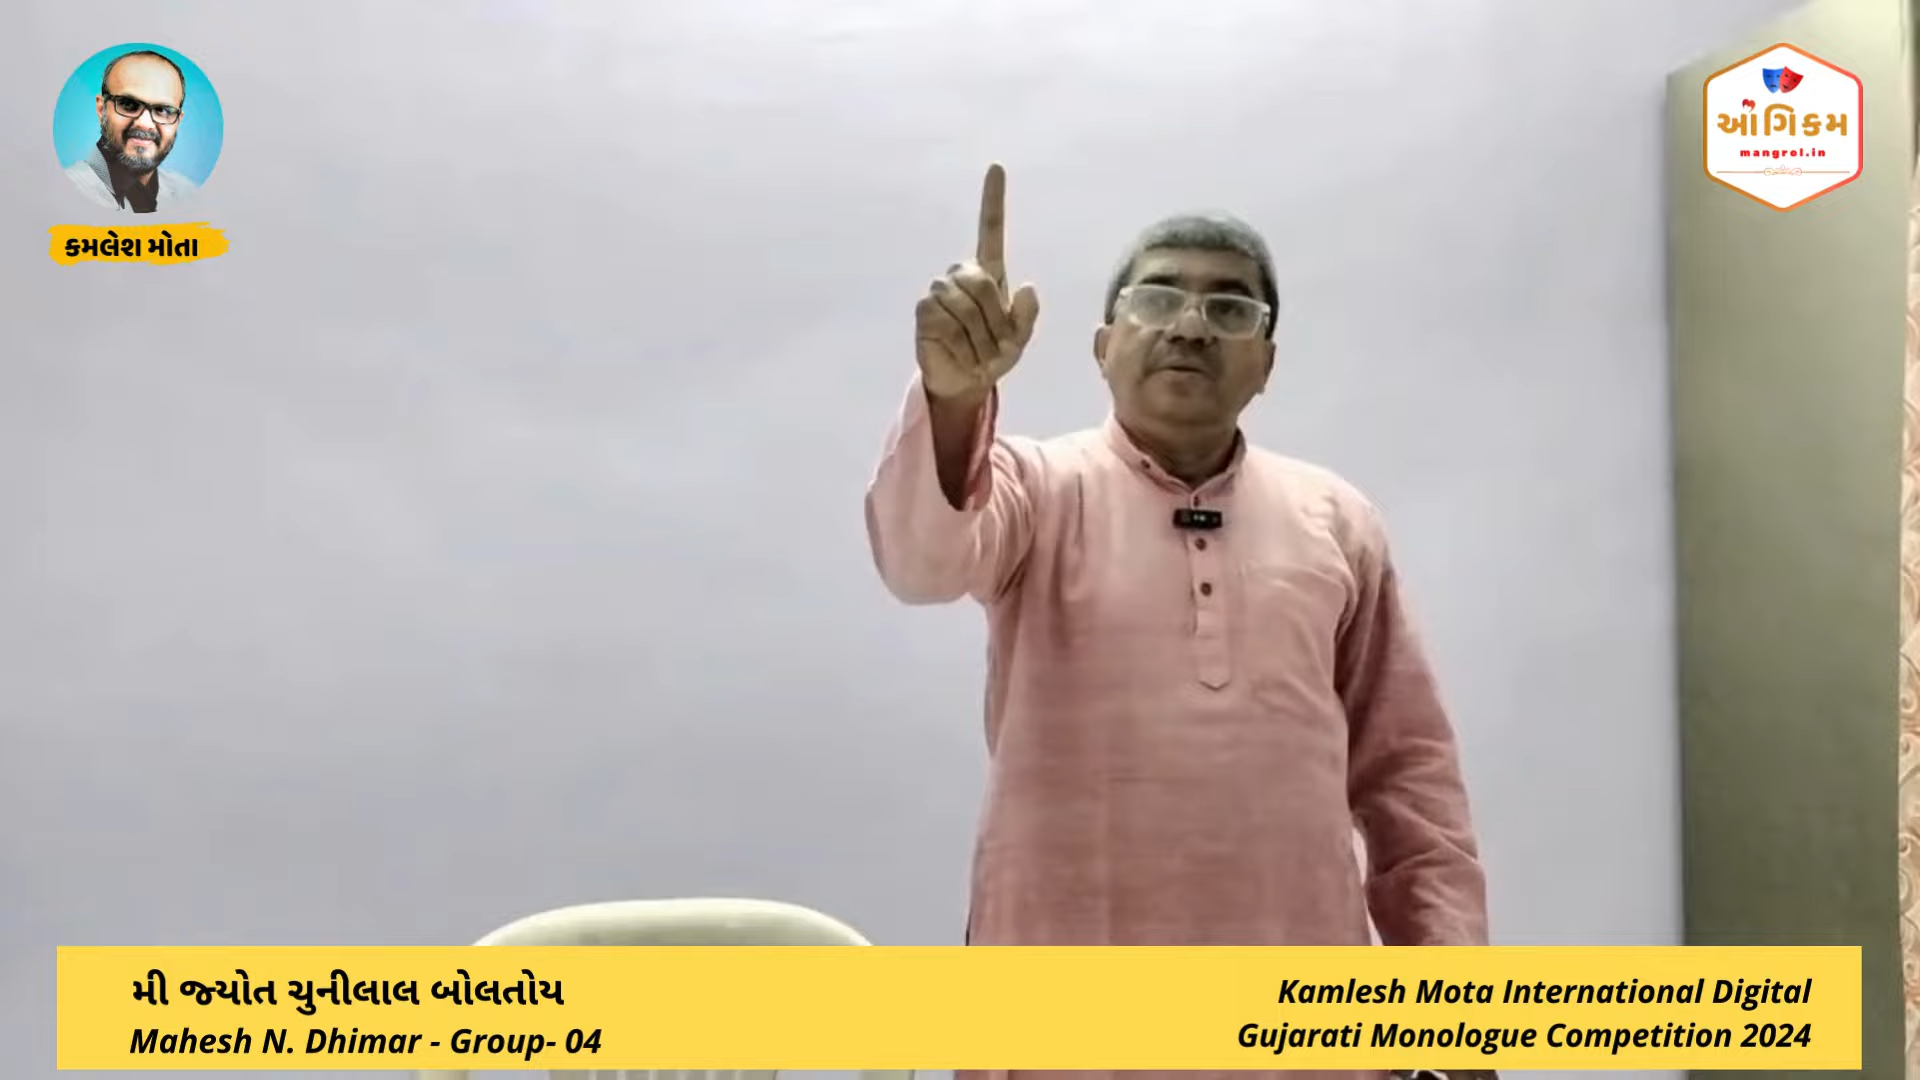 કમલેશ મોતા
આંગિકમ
mangrol.in
મી જ્યોત ચુનીલાલ બોલતોય
Mahesh N. Dhimar - Group- 04
Kamlesh Mota International Digital
Gujarati Monologue Competition 2024